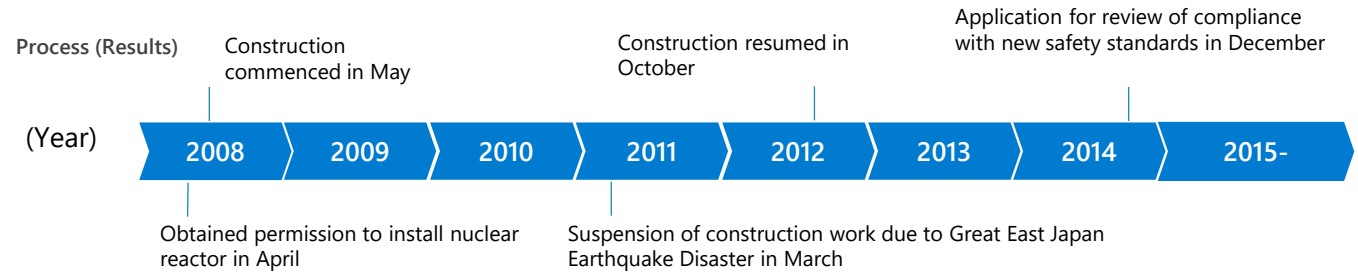 Process (Results)
Construction
commenced in May
Construction resumed in
October
Application for review of compliance
with new safety standards in December
(Year)
2008
2009
2010
2011
2012
2013
2014
2015-
Obtained permission to install nuclear
reactor in April
Suspension of construction work due to Great East Japan
Earthquake Disaster in March